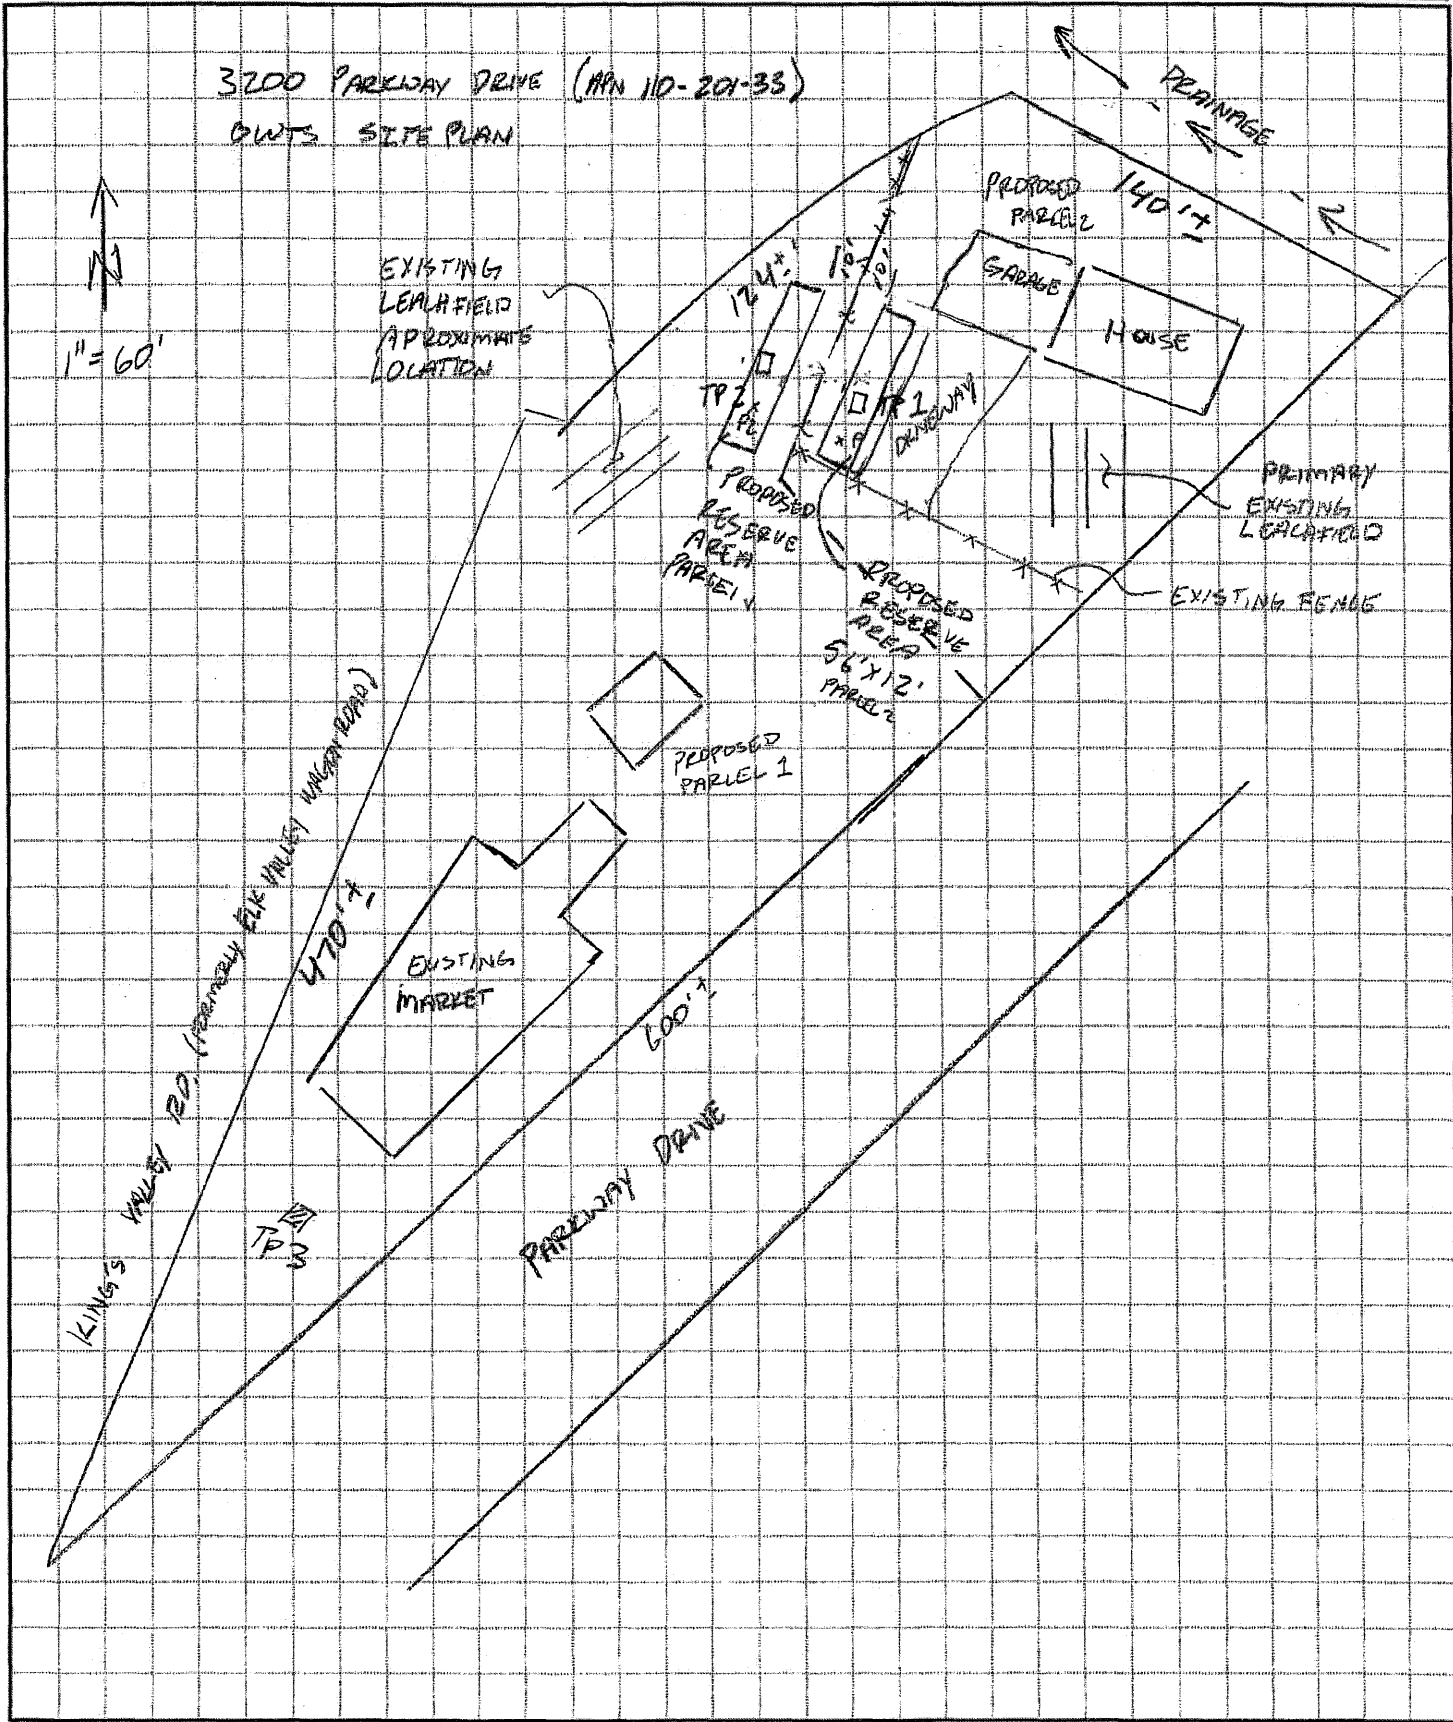 3200 PARKWAY DRIVE (APN 110-201-33)
OWTS SITE PLAN
DRAINAGE
140'±
PROPOSED
PARCEL 2
GARAGE
HOUSE
N
1" = 60'
EXISTING
LEACHFIELD
APROXIMATE
LOCATION
124'±
10'
10'
TP 2
TP 1
DRIVEWAY
PROPOSED
RESERVE
AREA
PARCEL 1
PRIMARY
EXISTING
LEACHFIELD
EXISTING FENCE
PROPOSED
RESERVE
AREA
56'X12'
PARCEL 2
PROPOSED
PARCEL 1
KING'S VALLEY RD. (FORMERLY ELK VALLEY WAGON ROAD)
470'±
EXISTING
MARKET
600'±
PARKWAY DRIVE
TP
3